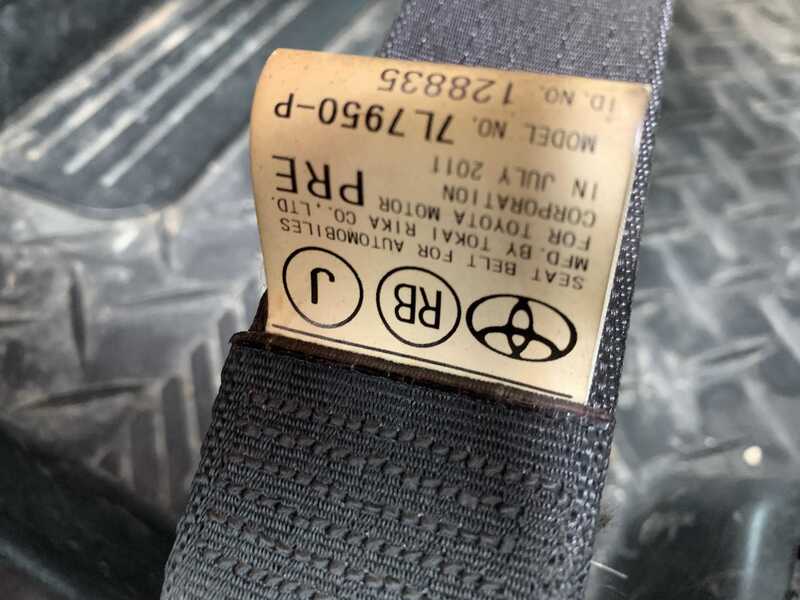 RB J
SEAT BELT FOR AUTOMOBILES
MFD. BY TOKAI RIKA CO., LTD.
FOR TOYOTA MOTOR
CORPORATION PRE
IN JULY 2011
MODEL NO. 7L7950-P
ID. NO. 128835